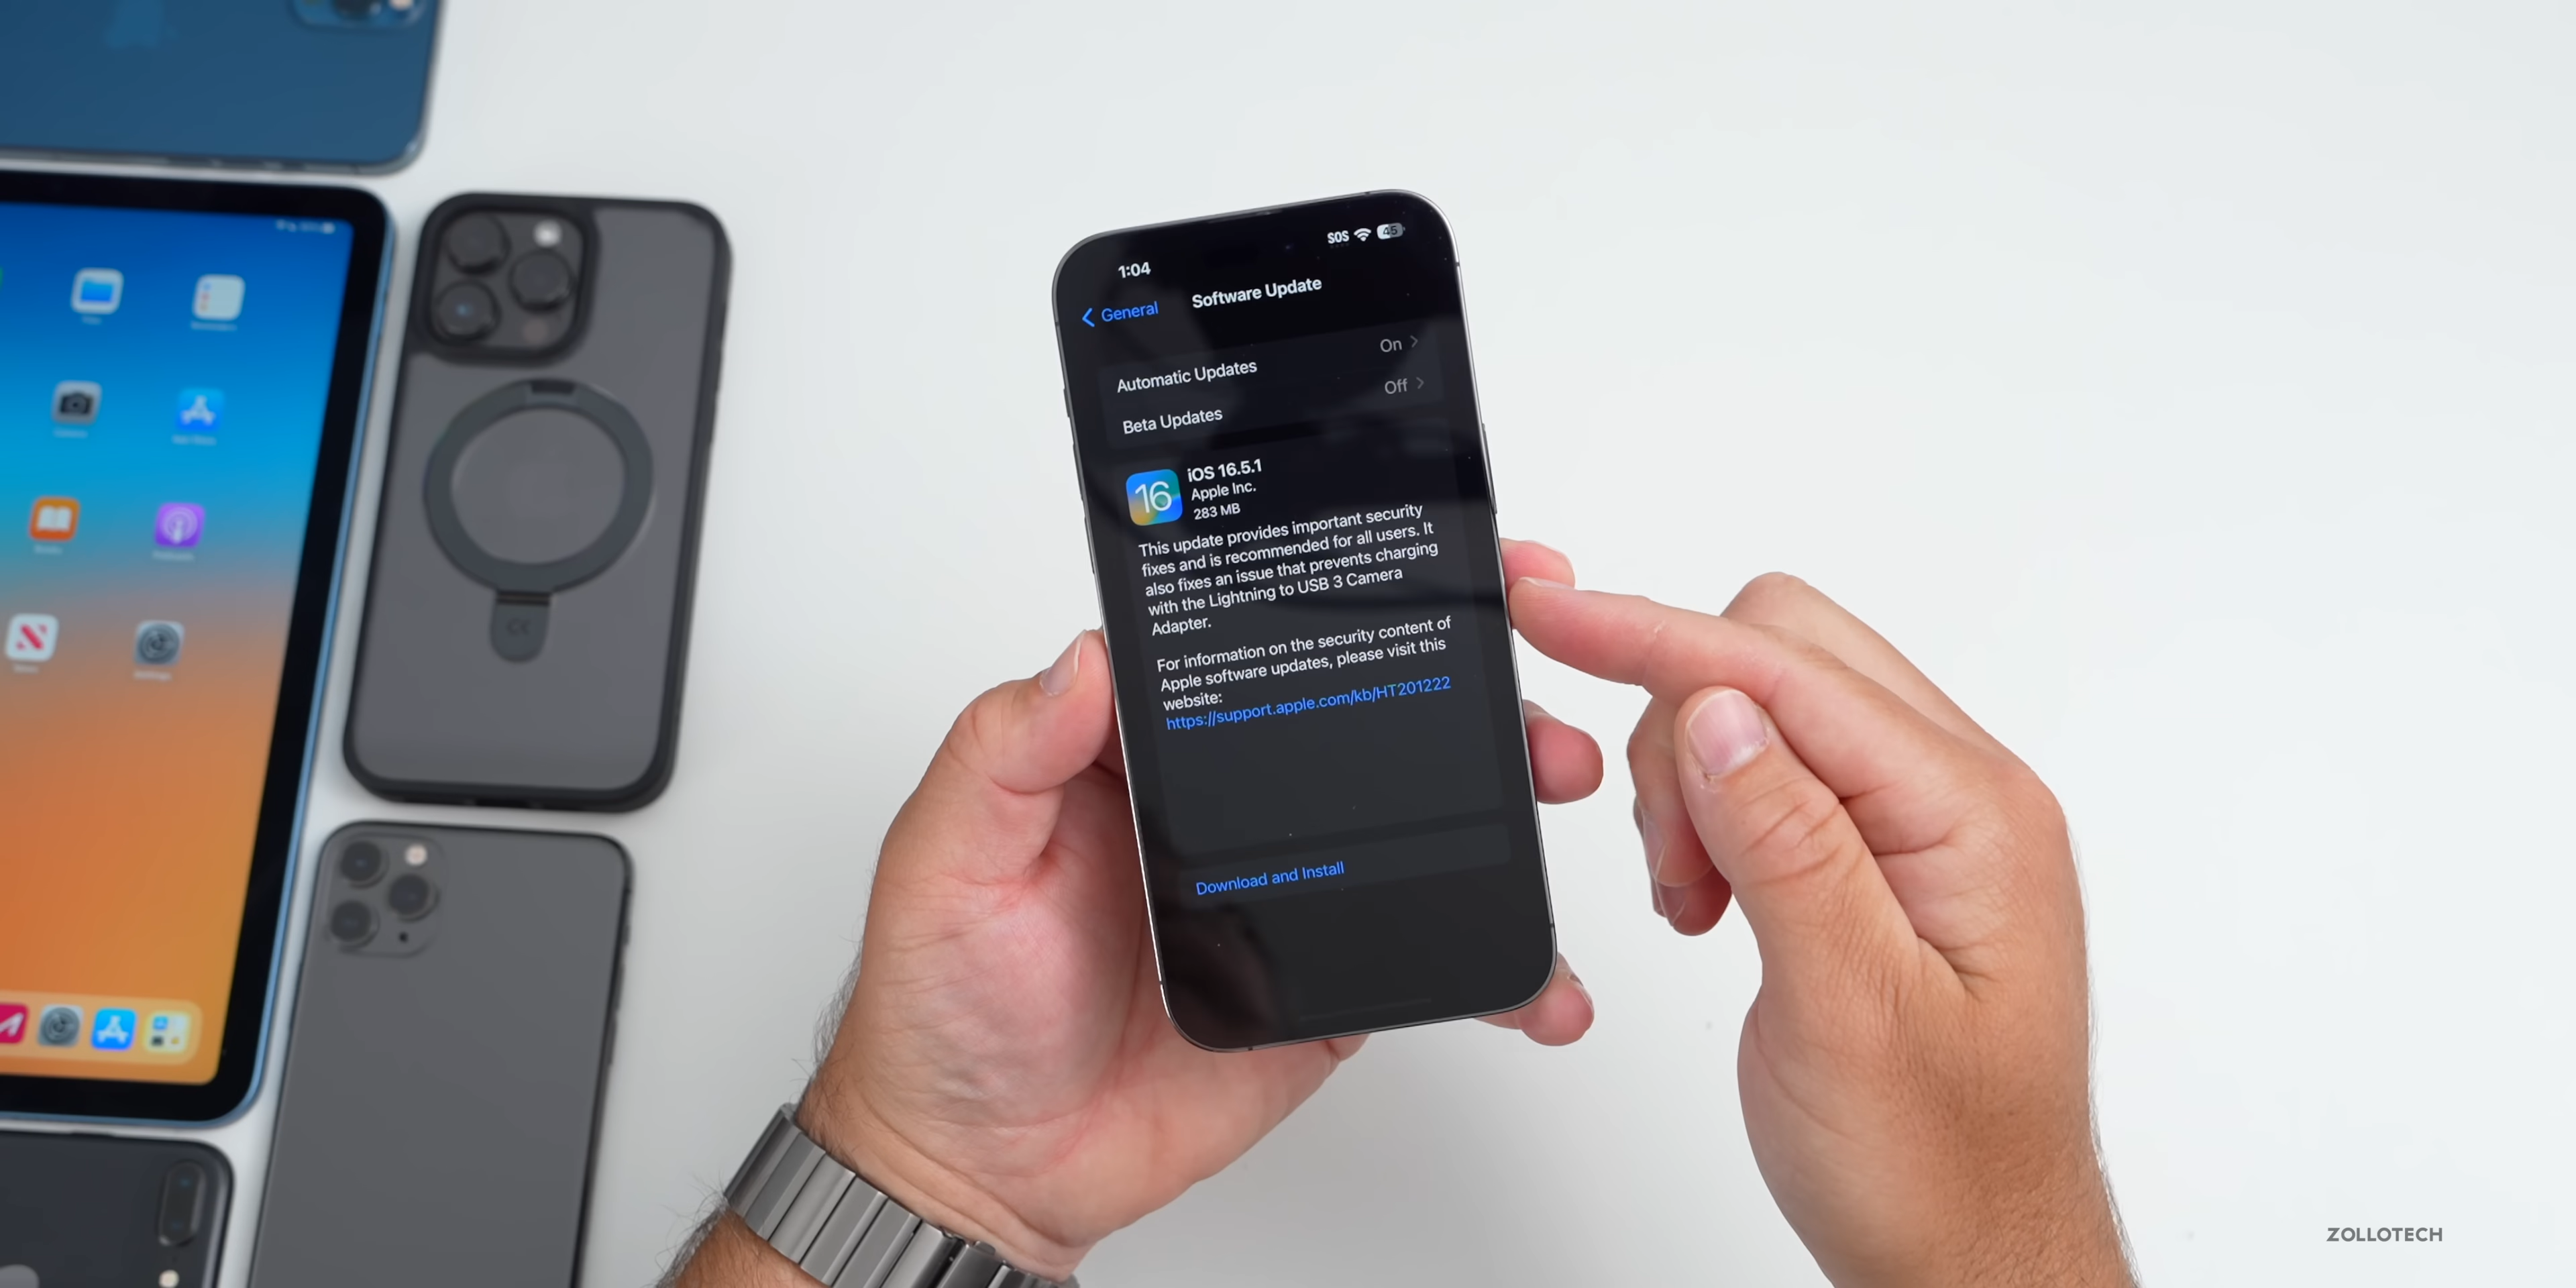 1:04
SOS
45
General
Software Update
Automatic Updates
On
Beta Updates
Off
16
iOS 16.5.1
Apple Inc.
283 MB
This update provides important security
fixes and is recommended for all users. It
also fixes an issue that prevents charging
with the Lightning to USB 3 Camera
Adapter.
For information on the security content of
Apple software updates, please visit this
website:
https://support.apple.com/kb/HT201222
Download and Install
ZOLLOTECH